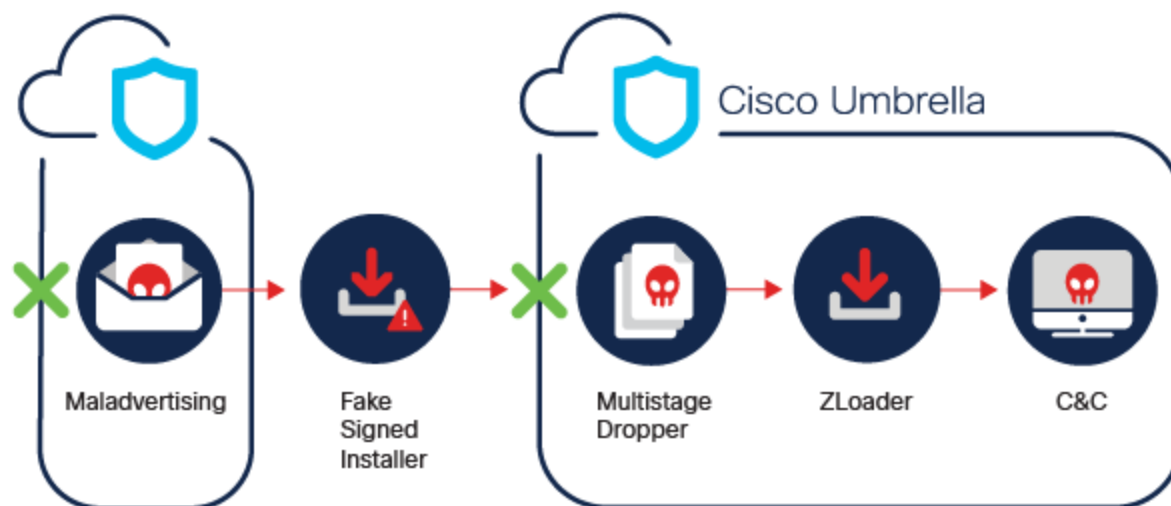 Cisco Umbrella
Maladvertising
Fake
Signed
Installer
Multistage
Dropper
ZLoader
C&C